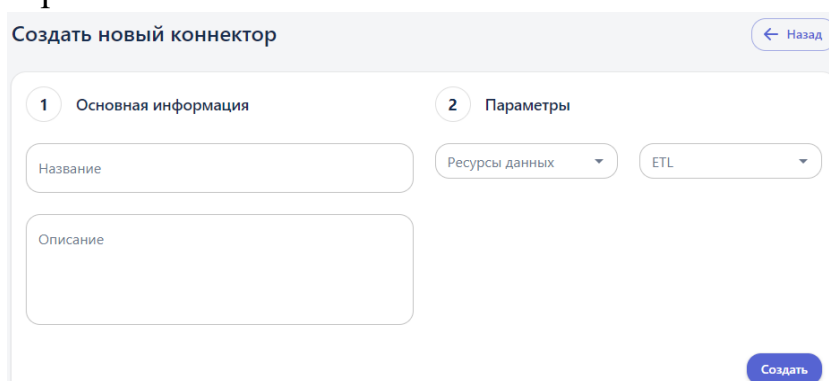 Создать новый коннектор
← Назад
1 Основная информация
2 Параметры
Название
Ресурсы данных
ETL
Описание
Создать